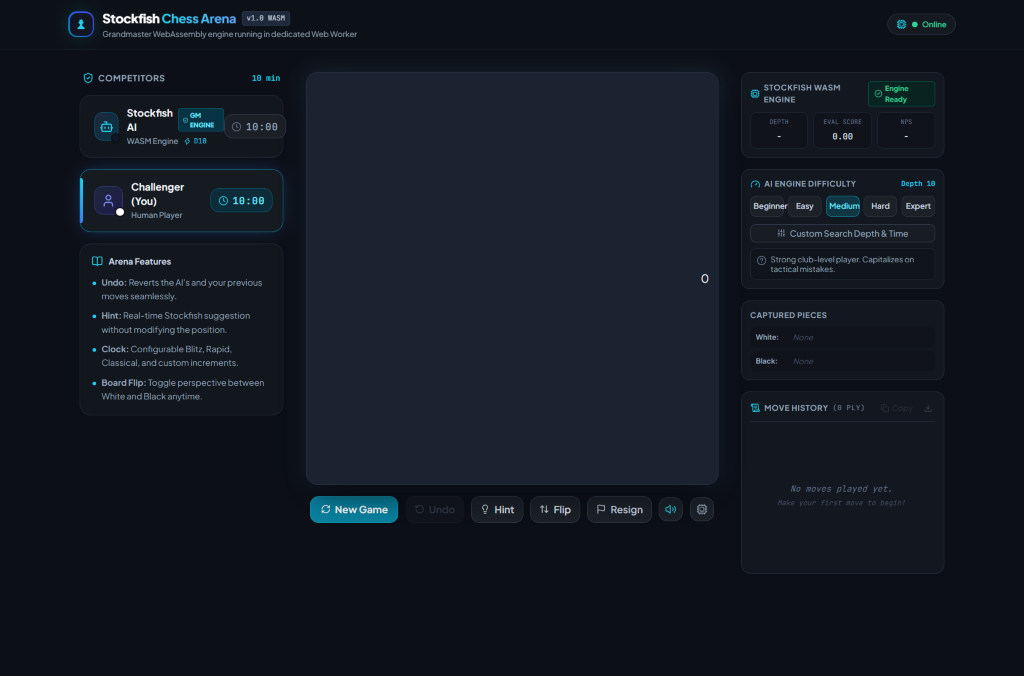 Stockfish Chess Arena v1.0 WASM
Grandmaster WebAssembly engine running in dedicated Web Worker
Online
COMPETITORS 10 min
Stockfish AI
GM ENGINE
WASM Engine D10
10:00
Challenger (You)
Human Player
10:00
Arena Features
Undo: Reverts the AI's and your previous
moves seamlessly.
Hint: Real-time Stockfish suggestion
without modifying the position.
Clock: Configurable Blitz, Rapid,
Classical, and custom increments.
Board Flip: Toggle perspective between
White and Black anytime.
0
New Game Undo Hint Flip Resign
STOCKFISH WASM
ENGINE
Engine
Ready
DEPTH EVAL SCORE NPS
- 0.00 -
AI ENGINE DIFFICULTY Depth 10
Beginner Easy Medium Hard Expert
Custom Search Depth & Time
Strong club-level player. Capitalizes on
tactical mistakes.
CAPTURED PIECES
White: None
Black: None
MOVE HISTORY (0 PLY) Copy
No moves played yet.
Make your first move to begin!